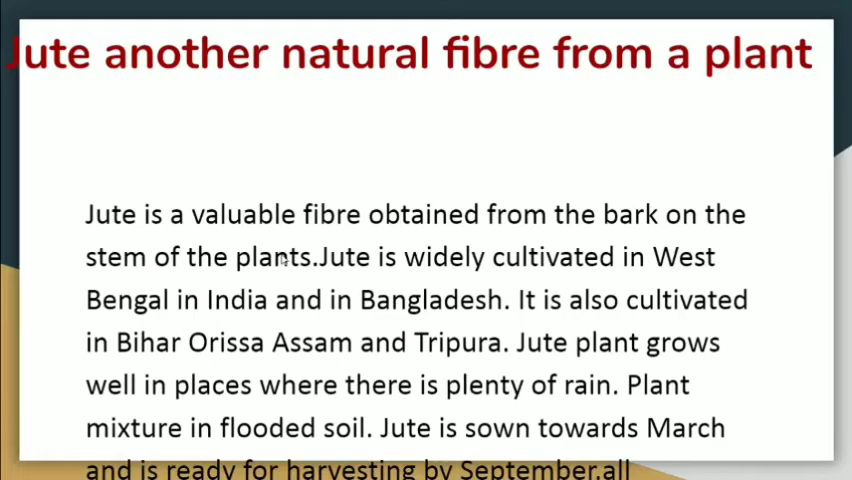 Jute another natural fibre from a plant
Jute is a valuable fibre obtained from the bark on the
stem of the plants.Jute is widely cultivated in West
Bengal in India and in Bangladesh. It is also cultivated
in Bihar Orissa Assam and Tripura. Jute plant grows
well in places where there is plenty of rain. Plant
mixture in flooded soil. Jute is sown towards March
and is ready for harvesting by September.all